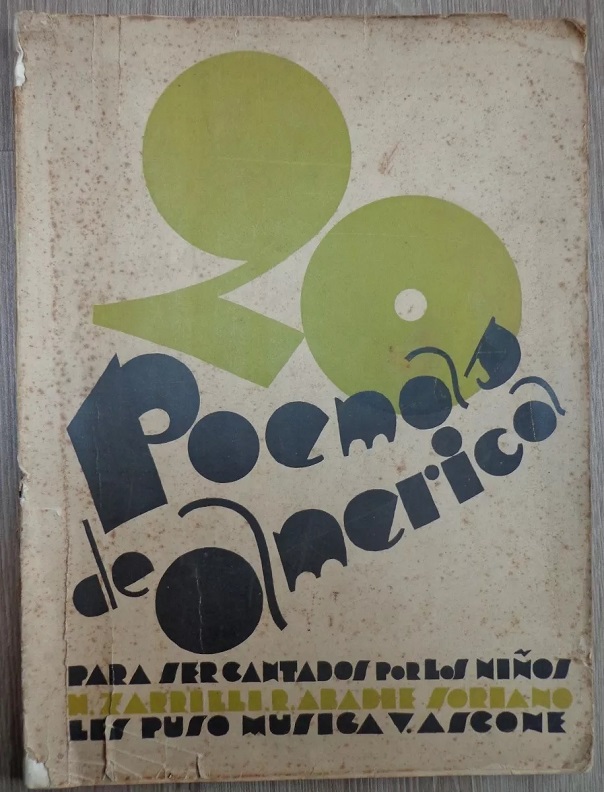 20
Poemas
de america
PARA SER CANTADOS POR LOS NIÑOS
H. ZARRILLI. R. ABADIE SORIANO
LES PUSO MUSICA V. ASCONE